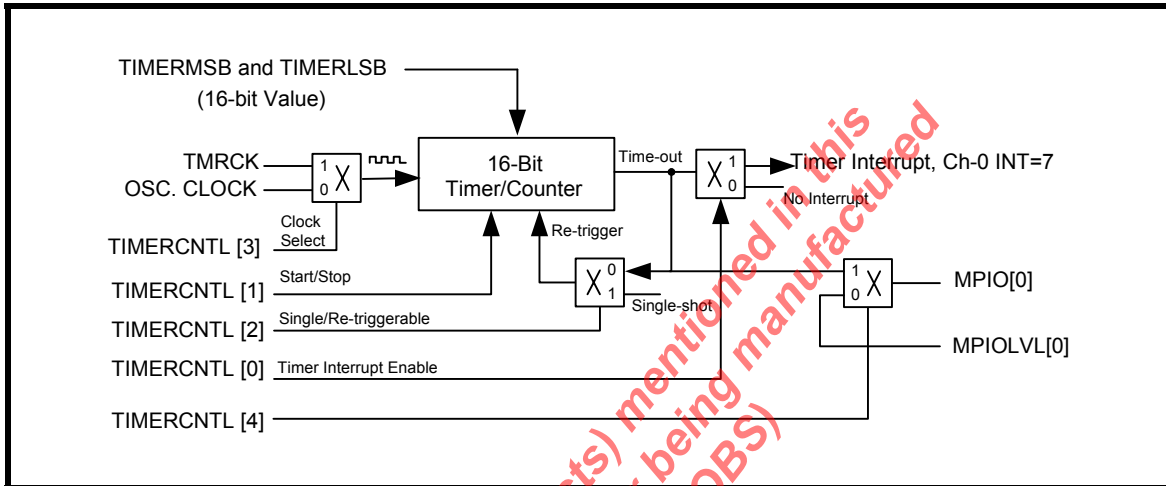 TIMERMSB and TIMERLSB
(16-bit Value)
TMRCK
OSC. CLOCK
1
0
X
Clock
Select
TIMERCNTL [3]
16-Bit
Timer/Counter
Time-out
X
1
0
Timer Interrupt, Ch-0 INT=7
No Interrupt
Re-trigger
Start/Stop
TIMERCNTL [1]
X
0
1
Single-shot
TIMERCNTL [2]
Single/Re-triggerable
TIMERCNTL [0]
Timer Interrupt Enable
TIMERCNTL [4]
1
0
X
MPIO[0]
MPIOLVL[0]
cts) mentioned in this
being manufactured
OBS)